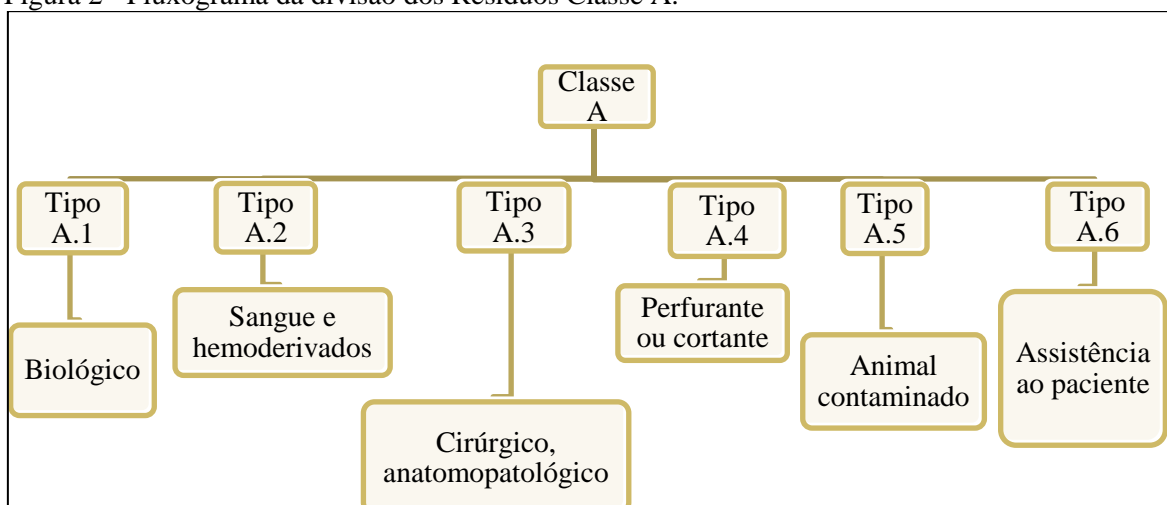 Figura 2 - Fluxograma da divisão dos Resíduos Classe A.
Classe
A
Tipo
A.1
Tipo
A.2
Tipo
A.3
Tipo
A.4
Tipo
A.5
Tipo
A.6
Biológico
Sangue e
hemoderivados
Cirúrgico,
anatomopatológico
Perfurante
ou cortante
Animal
contaminado
Assistência
ao paciente